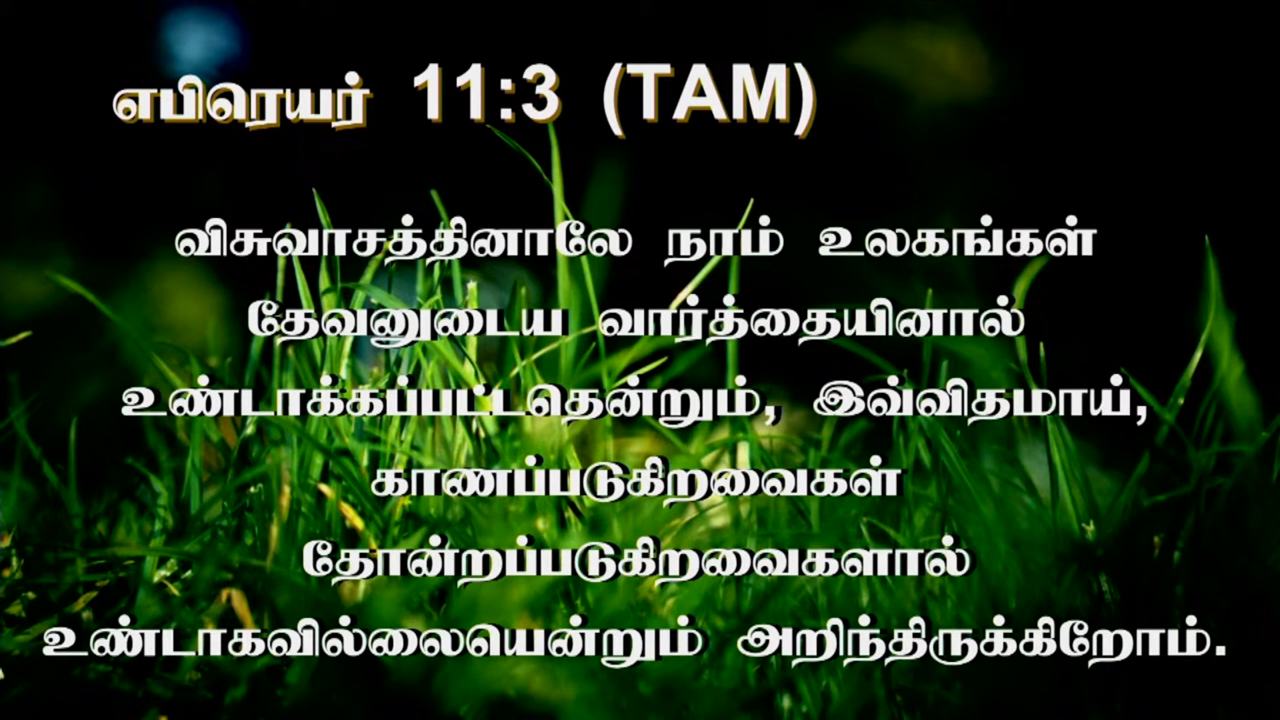 எபிரெயர் 11:3 (TAM)
விசுவாசத்தினாலே நாம் உலகங்கள்
தேவனுடைய வார்த்தையினால்
உண்டாக்கப்பட்டதென்றும், இவ்விதமாய்,
காணப்படுகிறவைகள்
தோன்றப்படுகிறவைகளால்
உண்டாகவில்லையென்றும் அறிந்திருக்கிறோம்.